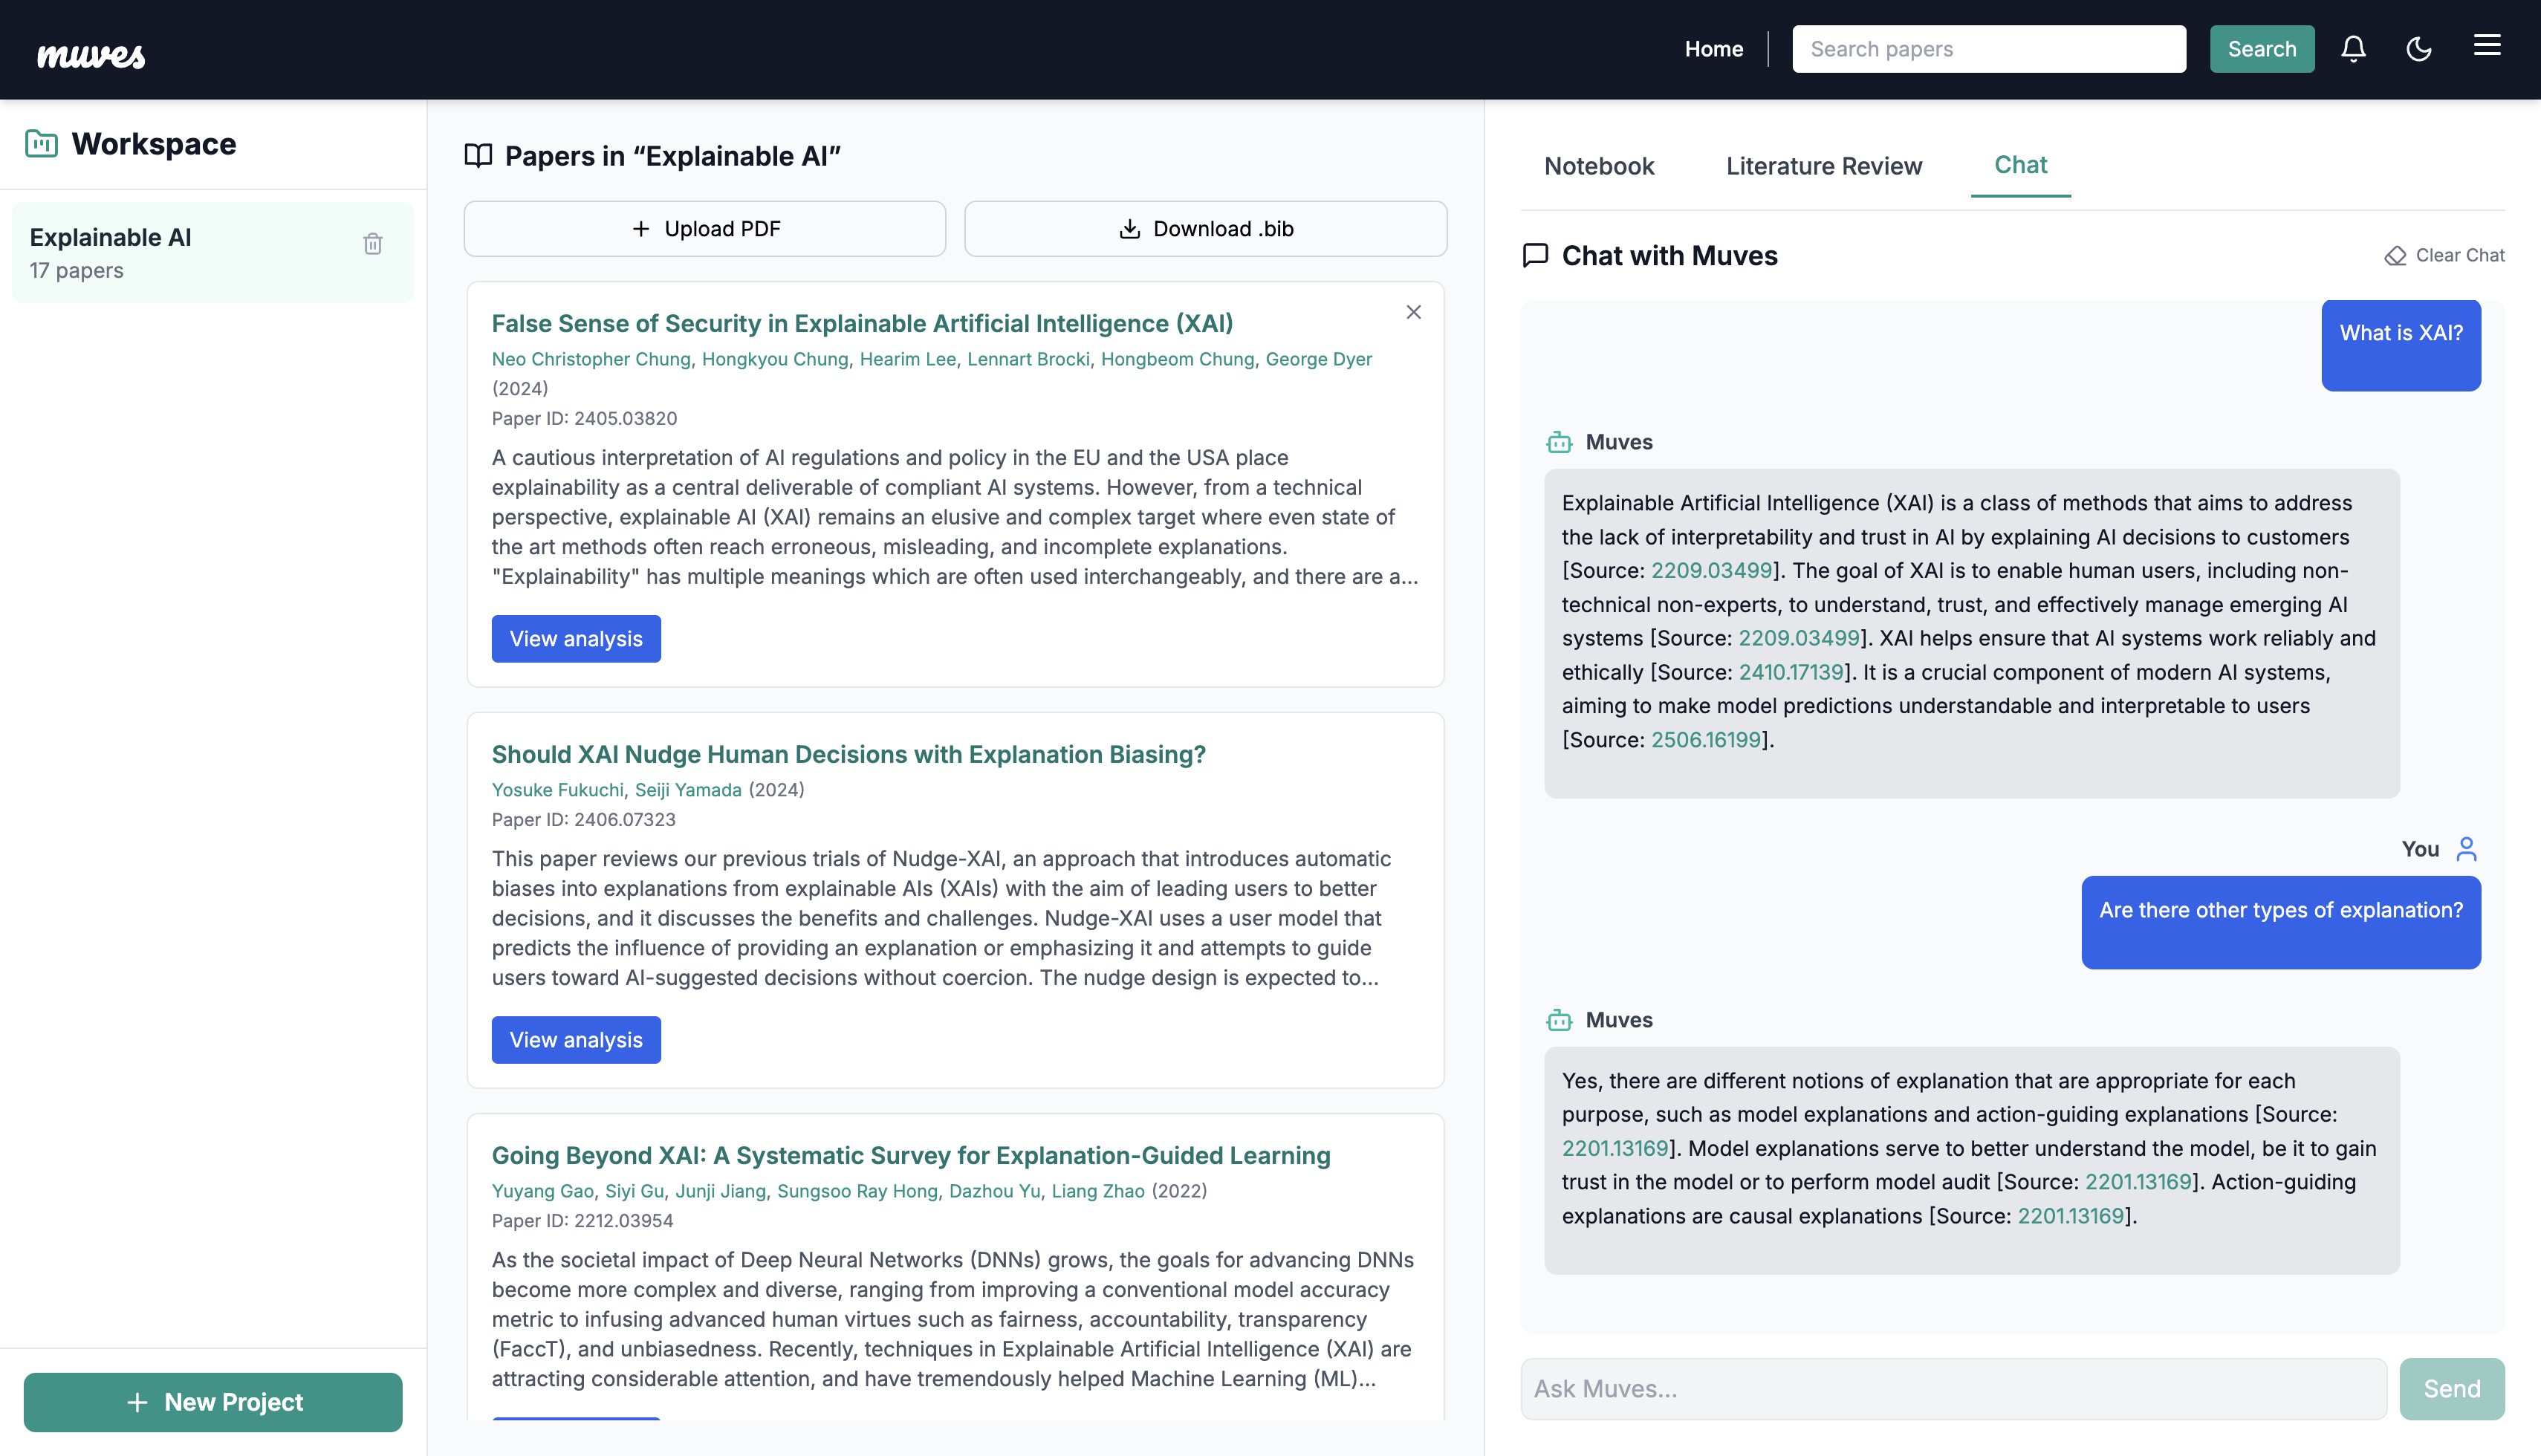 muves
Home
Search papers
Search
Workspace
Explainable AI
17 papers
New Project
Papers in “Explainable AI”
Upload PDF
Download .bib
False Sense of Security in Explainable Artificial Intelligence (XAI)
Neo Christopher Chung, Hongkyou Chung, Hearim Lee, Lennart Brocki, Hongbeom Chung, George Dyer
(2024)
Paper ID: 2405.03820
A cautious interpretation of AI regulations and policy in the EU and the USA place
explainability as a central deliverable of compliant AI systems. However, from a technical
perspective, explainable AI (XAI) remains an elusive and complex target where even state of
the art methods often reach erroneous, misleading, and incomplete explanations.
"Explainability" has multiple meanings which are often used interchangeably, and there are a...
View analysis
Should XAI Nudge Human Decisions with Explanation Biasing?
Yosuke Fukuchi, Seiji Yamada (2024)
Paper ID: 2406.07323
This paper reviews our previous trials of Nudge-XAI, an approach that introduces automatic
biases into explanations from explainable AIs (XAIs) with the aim of leading users to better
decisions, and it discusses the benefits and challenges. Nudge-XAI uses a user model that
predicts the influence of providing an explanation or emphasizing it and attempts to guide
users toward AI-suggested decisions without coercion. The nudge design is expected to...
View analysis
Going Beyond XAI: A Systematic Survey for Explanation-Guided Learning
Yuyang Gao, Siyi Gu, Junji Jiang, Sungsoo Ray Hong, Dazhou Yu, Liang Zhao (2022)
Paper ID: 2212.03954
As the societal impact of Deep Neural Networks (DNNs) grows, the goals for advancing DNNs
become more complex and diverse, ranging from improving a conventional model accuracy
metric to infusing advanced human virtues such as fairness, accountability, transparency
(FaccT), and unbiasedness. Recently, techniques in Explainable Artificial Intelligence (XAI) are
attracting considerable attention, and have tremendously helped Machine Learning (ML)...
Notebook
Literature Review
Chat
Chat with Muves
Clear Chat
What is XAI?
Muves
Explainable Artificial Intelligence (XAI) is a class of methods that aims to address
the lack of interpretability and trust in AI by explaining AI decisions to customers
[Source: 2209.03499]. The goal of XAI is to enable human users, including non-
technical non-experts, to understand, trust, and effectively manage emerging AI
systems [Source: 2209.03499]. XAI helps ensure that AI systems work reliably and
ethically [Source: 2410.17139]. It is a crucial component of modern AI systems,
aiming to make model predictions understandable and interpretable to users
[Source: 2506.16199].
You
Are there other types of explanation?
Muves
Yes, there are different notions of explanation that are appropriate for each
purpose, such as model explanations and action-guiding explanations [Source:
2201.13169]. Model explanations serve to better understand the model, be it to gain
trust in the model or to perform model audit [Source: 2201.13169]. Action-guiding
explanations are causal explanations [Source: 2201.13169].
Ask Muves...
Send